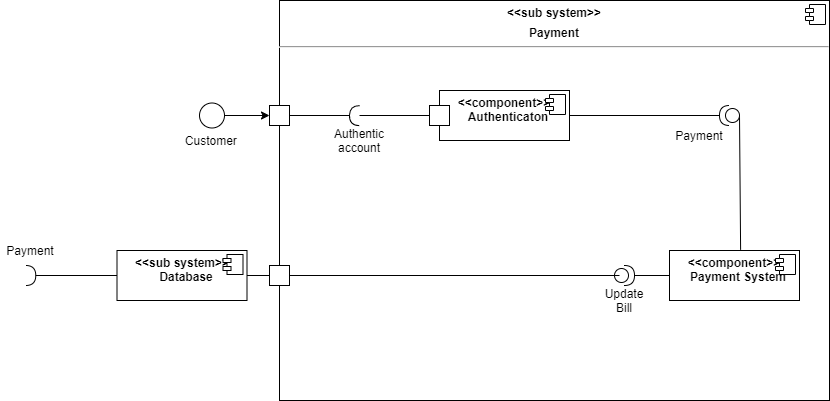 <<sub system>>
Payment
<<component>>
Authenticaton
Customer
Authentic
account
Payment
Payment
<<sub system>>
Database
<<component>>
Payment System
Update
Bill